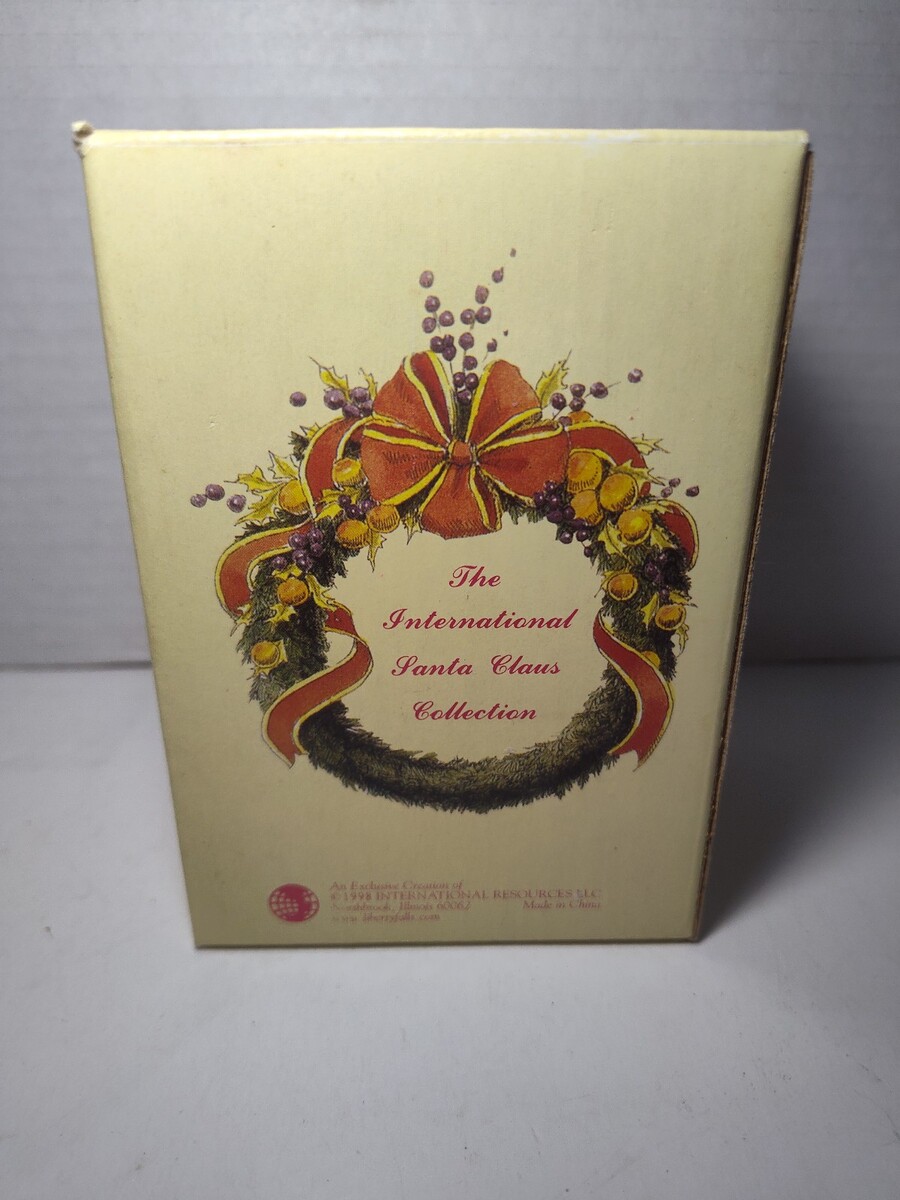 The
International
Santa Claus
Collection
An Exclusive Creation of
© 1998 INTERNATIONAL RESOURCES LLC
Northbrook, Illinois 60062 Made in China
www.libertyfalls.com